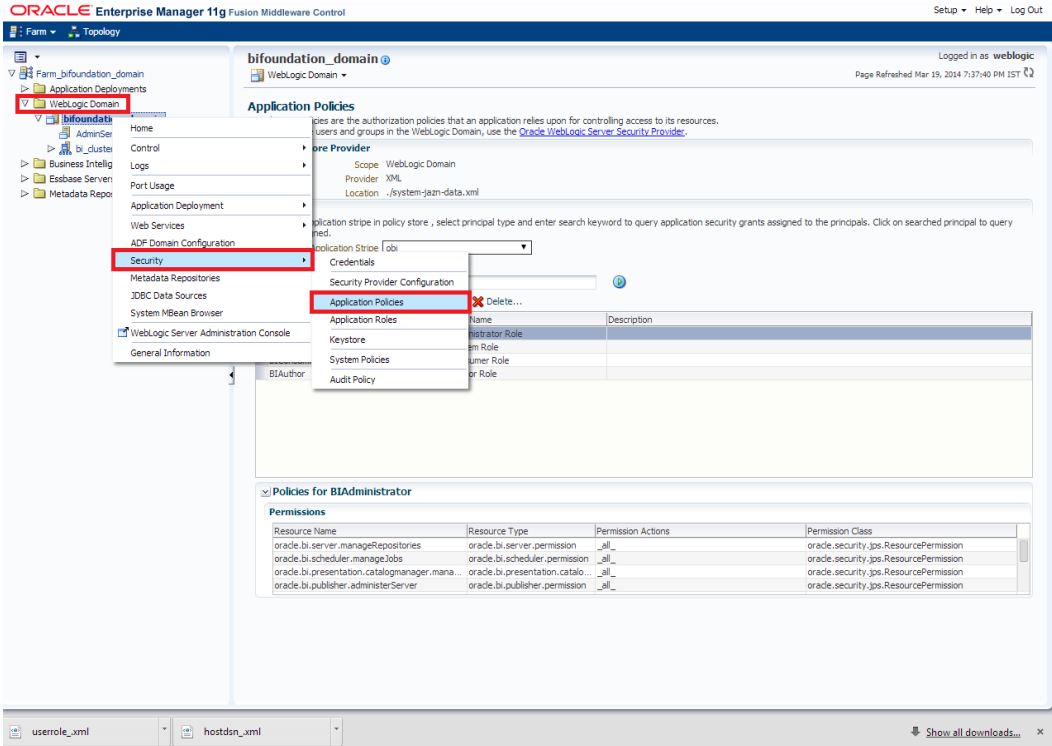 ORACLE Enterprise Manager 11g Fusion Middleware Control
Setup Help Log Out
Farm Topology
Farm_bifoundation_domain
Application Deployments
WebLogic Domain
bifoundation
AdminSer
bi_cluster
Business Intellig
Essbase Servers
Metadata Repos
Home
Control
Logs
Port Usage
Application Deployment
Web Services
ADF Domain Configuration
Security
Metadata Repositories
JDBC Data Sources
System MBean Browser
WebLogic Server Administration Console
General Information
Credentials
Security Provider Configuration
Application Policies
Application Roles
Keystore
System Policies
Audit Policy
bifoundation_domain
WebLogic Domain
Logged in as weblogic
Page Refreshed Mar 19, 2014 7:37:40 PM IST
Application Policies
cies are the authorization policies that an application relies upon for controlling access to its resources.
users and groups in the WebLogic Domain, use the Oracle WebLogic Server Security Provider.
ore Provider
Scope WebLogic Domain
Provider XML
Location ./system-jazn-data.xml
plication stripe in policy store , select principal type and enter search keyword to query application security grants assigned to the principals. Click on searched principal to query
ned.
pplication Stripe obi
Delete...
Name Description
nistrator Role
em Role
umer Role
BIAuthor or Role
Policies for BIAdministrator
Permissions
Resource Name Resource Type Permission Actions Permission Class
oracle.bi.server.manageRepositories oracle.bi.server.permission _all_ oracle.security.jps.ResourcePermission
oracle.bi.scheduler.manageJobs oracle.bi.scheduler.permission _all_ oracle.security.jps.ResourcePermission
oracle.bi.presentation.catalogmanager.mana... oracle.bi.presentation.catalo... _all_ oracle.security.jps.ResourcePermission
oracle.bi.publisher.administerServer oracle.bi.publisher.permission _all_ oracle.security.jps.ResourcePermission
userrole_.xml
hostdsn_.xml
Show all downloads...